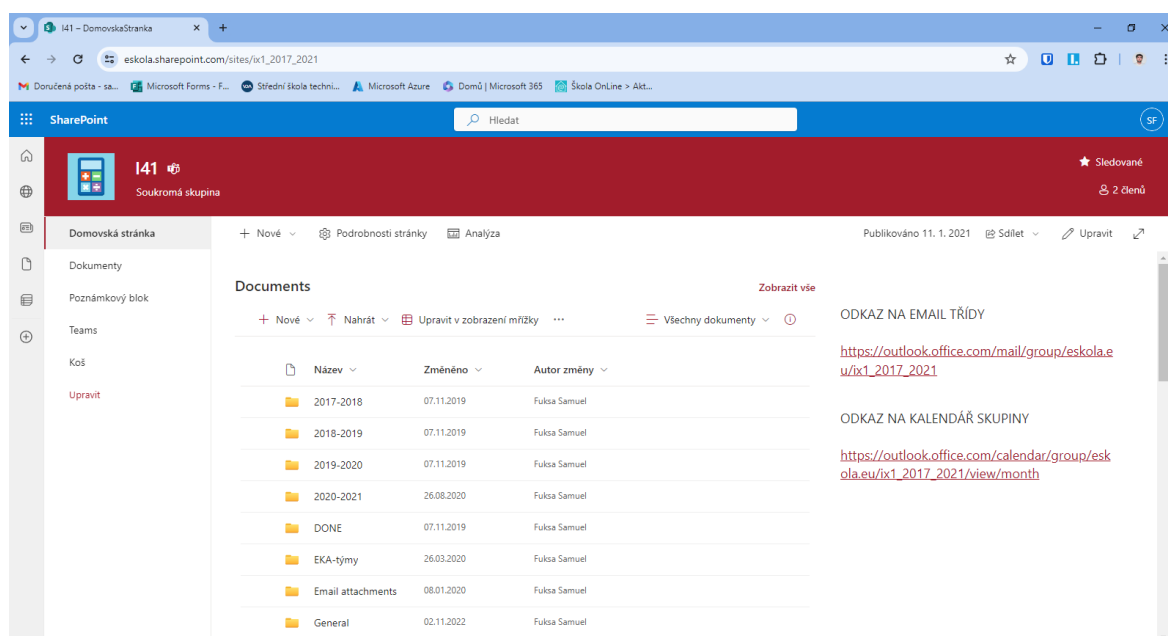 I41 – DomovskaStranka
eskola.sharepoint.com/sites/ix1_2017_2021
Doručená pošta - sa... Microsoft Forms - F... Střední škola techni... Microsoft Azure Domů | Microsoft 365 Škola OnLine > Akt...
SharePoint Hledat SF
I41
Soukromá skupina
Sledované
2 členů
Domovská stránka
Dokumenty
Poznámkový blok
Teams
Koš
Upravit
Nové Podrobnosti stránky Analýza Publikováno 11. 1. 2021 Sdílet Upravit
Documents Zobrazit vše
Nové Nahrát Upravit v zobrazení mřížky ... Všechny dokumenty
Název Změněno Autor změny
2017-2018 07.11.2019 Fuksa Samuel
2018-2019 07.11.2019 Fuksa Samuel
2019-2020 07.11.2019 Fuksa Samuel
2020-2021 26.08.2020 Fuksa Samuel
DONE 07.11.2019 Fuksa Samuel
EKA-týmy 26.03.2020 Fuksa Samuel
Email attachments 08.01.2020 Fuksa Samuel
General 02.11.2022 Fuksa Samuel
ODKAZ NA EMAIL TŘÍDY
https://outlook.office.com/mail/group/eskola.e
u/ix1_2017_2021
ODKAZ NA KALENDÁŘ SKUPINY
https://outlook.office.com/calendar/group/esk
ola.eu/ix1_2017_2021/view/month